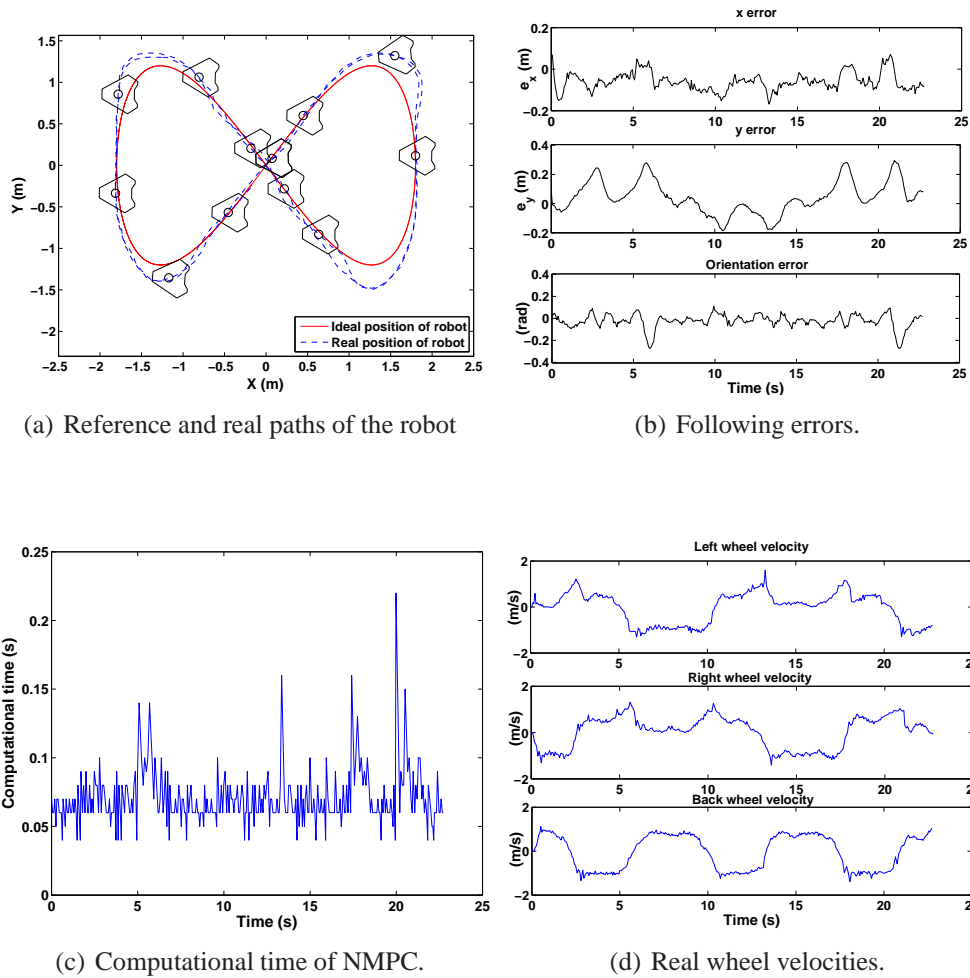 1.5
1
0.5
0
−0.5
−1
−1.5
−2
Y (m)
Ideal position of robot
Real position of robot
−2.5 −2 −1.5 −1 −0.5 0 0.5 1 1.5 2 2.5
X (m)
(a) Reference and real paths of the robot
x error
0.2
0
−0.2
e_x (m)
0 5 10 15 20 25
y error
0.4
0.2
0
−0.2
e_y (m)
0 5 10 15 20 25
Orientation error
0.4
0.2
0
−0.2
−0.4
(rad)
0 5 10 15 20 25
Time (s)
(b) Following errors.
0.25
0.2
0.15
0.1
0.05
0
Computational time (s)
0 5 10 15 20 25
Time (s)
(c) Computational time of NMPC.
Left wheel velocity
2
0
−2
(m/s)
0 5 10 15 20
Right wheel velocity
2
0
−2
(m/s)
0 5 10 15 20
Back wheel velocity
2
0
−2
(m/s)
0 5 10 15 20
Time (s)
(d) Real wheel velocities.